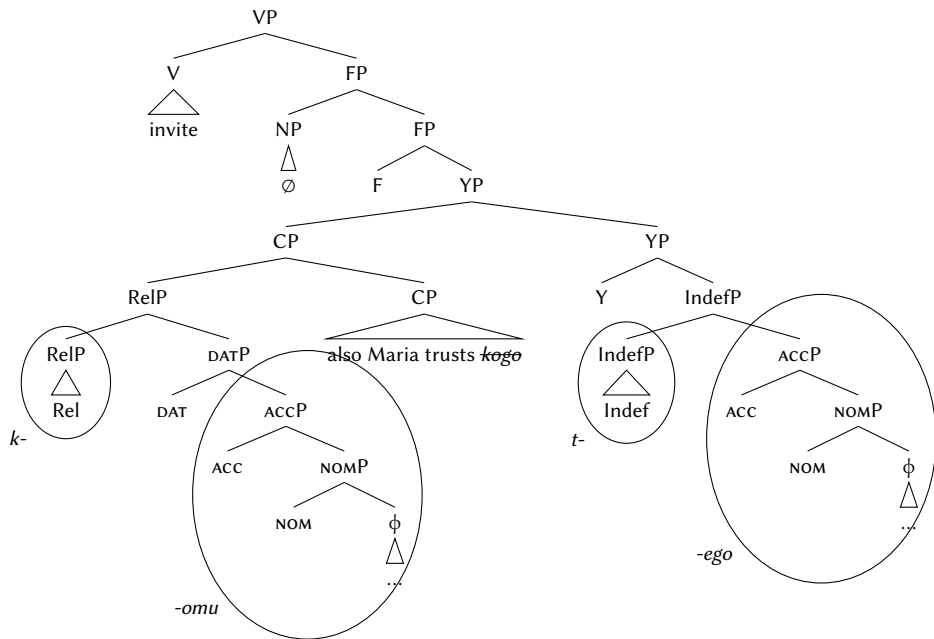 VP
V FP
invite NP FP
∅ F YP
CP YP
RelP CP Y IndefP
RelP DATP also Maria trusts kogo IndefP ACCP
Rel DAT ACCP Indef ACC NOMP
k- t-
ACC NOMP NOM ϕ
NOM ϕ ...
... -ego
-omu